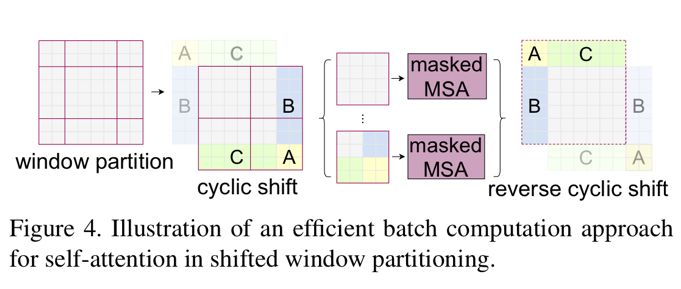 A C
B
B
C A
window partition
cyclic shift
masked
MSA
⋮
masked
MSA
A C
B
B
C A
reverse cyclic shift
Figure 4. Illustration of an efficient batch computation approach
for self-attention in shifted window partitioning.